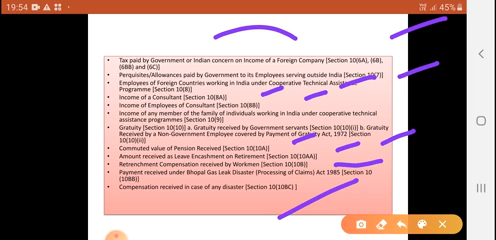 19:54
45%
Tax paid by Government or Indian concern on Income of a Foreign Company [Section 10(6A), (6B),
(6BB) and (6C)]
Perquisites/Allowances paid by Government to its Employees serving outside India [Section 10(7)]
Employees of Foreign Countries working in India under Cooperative Technical Assistance
Programme [Section 10(8)]
Income of a Consultant [Section 10(8A)]
Income of Employees of Consultant [Section 10(8B)]
Income of any member of the family of individuals working in India under cooperative technical
assistance programmes [Section 10(9)]
Gratuity [Section 10(10)] a. Gratuity received by Government servants [Section 10(10)(i)] b. Gratuity
Received by a Non-Government Employee covered by Payment of Gratuity Act, 1972 [Section
10(10)(ii)]
Commuted value of Pension Received [Section 10(10A)]
Amount received as Leave Encashment on Retirement [Section 10(10AA)]
Retrenchment Compensation received by Workmen [Section 10(10B)]
Payment received under Bhopal Gas Leak Disaster (Processing of Claims) Act 1985 [Section 10
(10BB)]
Compensation received in case of any disaster [Section 10(10BC) ]